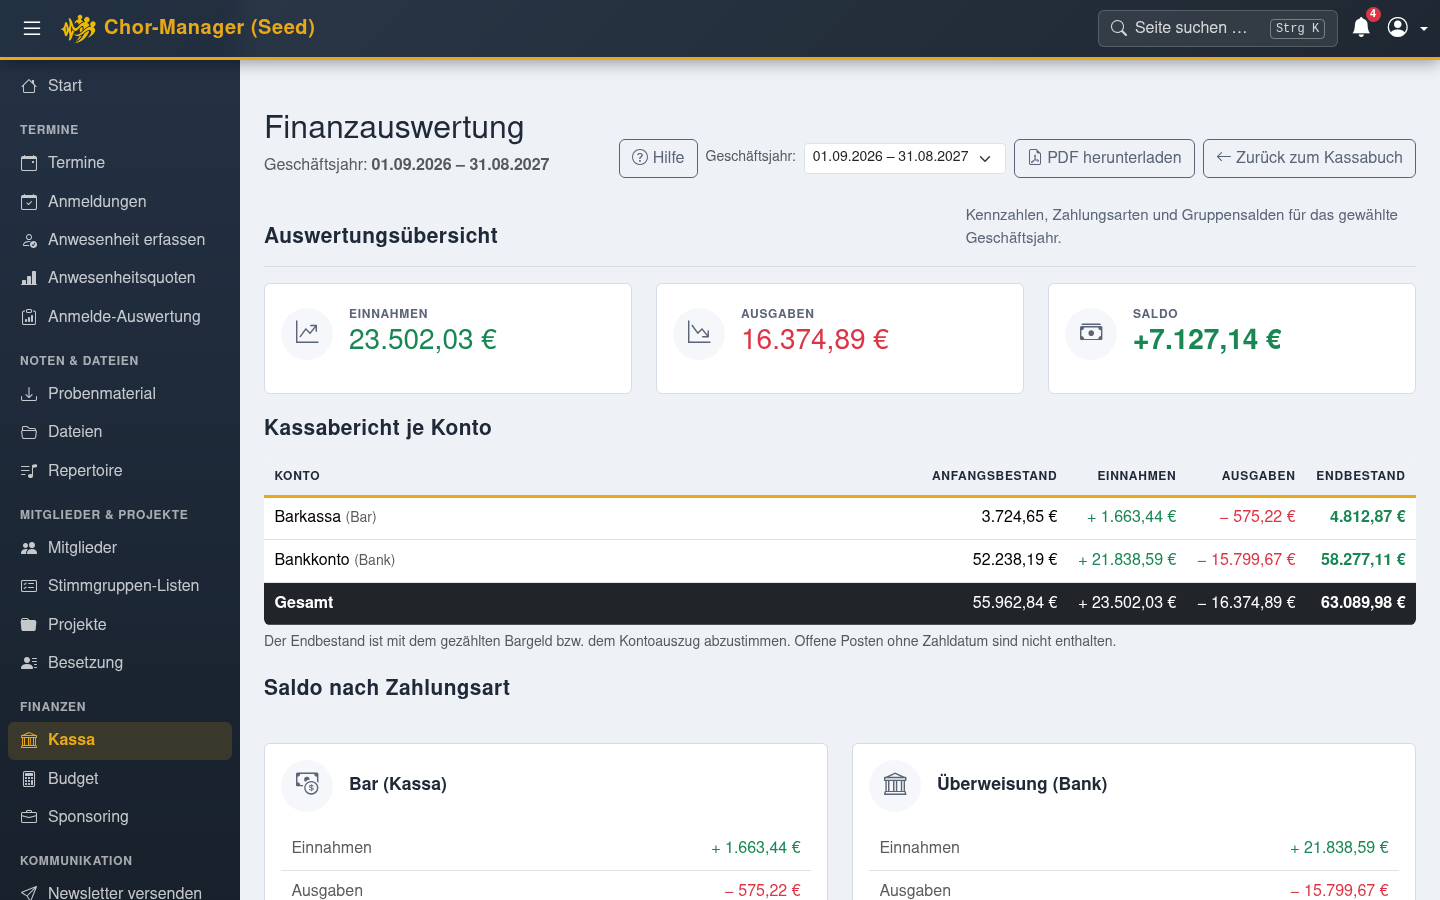 Chor-Manager (Seed)
Seite suchen …
Strg K
4
Start
TERMINE
Termine
Anmeldungen
Anwesenheit erfassen
Anwesenheitsquoten
Anmelde-Auswertung
NOTEN & DATEIEN
Probenmaterial
Dateien
Repertoire
MITGLIEDER & PROJEKTE
Mitglieder
Stimmgruppen-Listen
Projekte
Besetzung
FINANZEN
Kassa
Budget
Sponsoring
KOMMUNIKATION
Newsletter versenden
Finanzauswertung
Geschäftsjahr: 01.09.2026 – 31.08.2027
Hilfe
Geschäftsjahr:
01.09.2026 – 31.08.2027
PDF herunterladen
Zurück zum Kassabuch
Auswertungsübersicht
Kennzahlen, Zahlungsarten und Gruppensalden für das gewählte
Geschäftsjahr.
EINNAHMEN
23.502,03 €
AUSGABEN
16.374,89 €
SALDO
+7.127,14 €
Kassabericht je Konto
KONTO ANFANGSBESTAND EINNAHMEN AUSGABEN ENDBESTAND
Barkassa (Bar) 3.724,65 € + 1.663,44 € – 575,22 € 4.812,87 €
Bankkonto (Bank) 52.238,19 € + 21.838,59 € – 15.799,67 € 58.277,11 €
Gesamt 55.962,84 € + 23.502,03 € – 16.374,89 € 63.089,98 €
Der Endbestand ist mit dem gezählten Bargeld bzw. dem Kontoauszug abzustimmen. Offene Posten ohne Zahldatum sind nicht enthalten.
Saldo nach Zahlungsart
Bar (Kassa)
Einnahmen + 1.663,44 €
Ausgaben – 575,22 €
Überweisung (Bank)
Einnahmen + 21.838,59 €
Ausgaben – 15.799,67 €